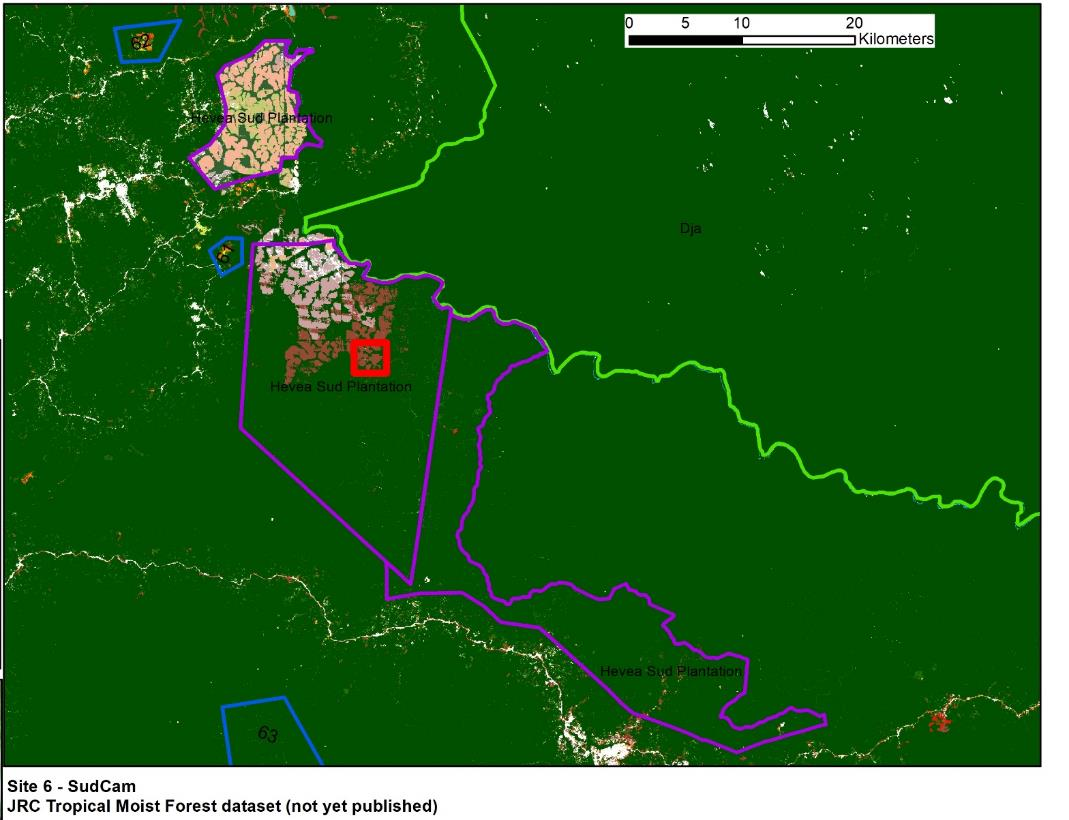 0 5 10 20
Kilometers
62
Hevea Sud Plantation
Dja
61
Hevea Sud Plantation
Hevea Sud Plantation
63
Site 6 - SudCam
JRC Tropical Moist Forest dataset (not yet published)